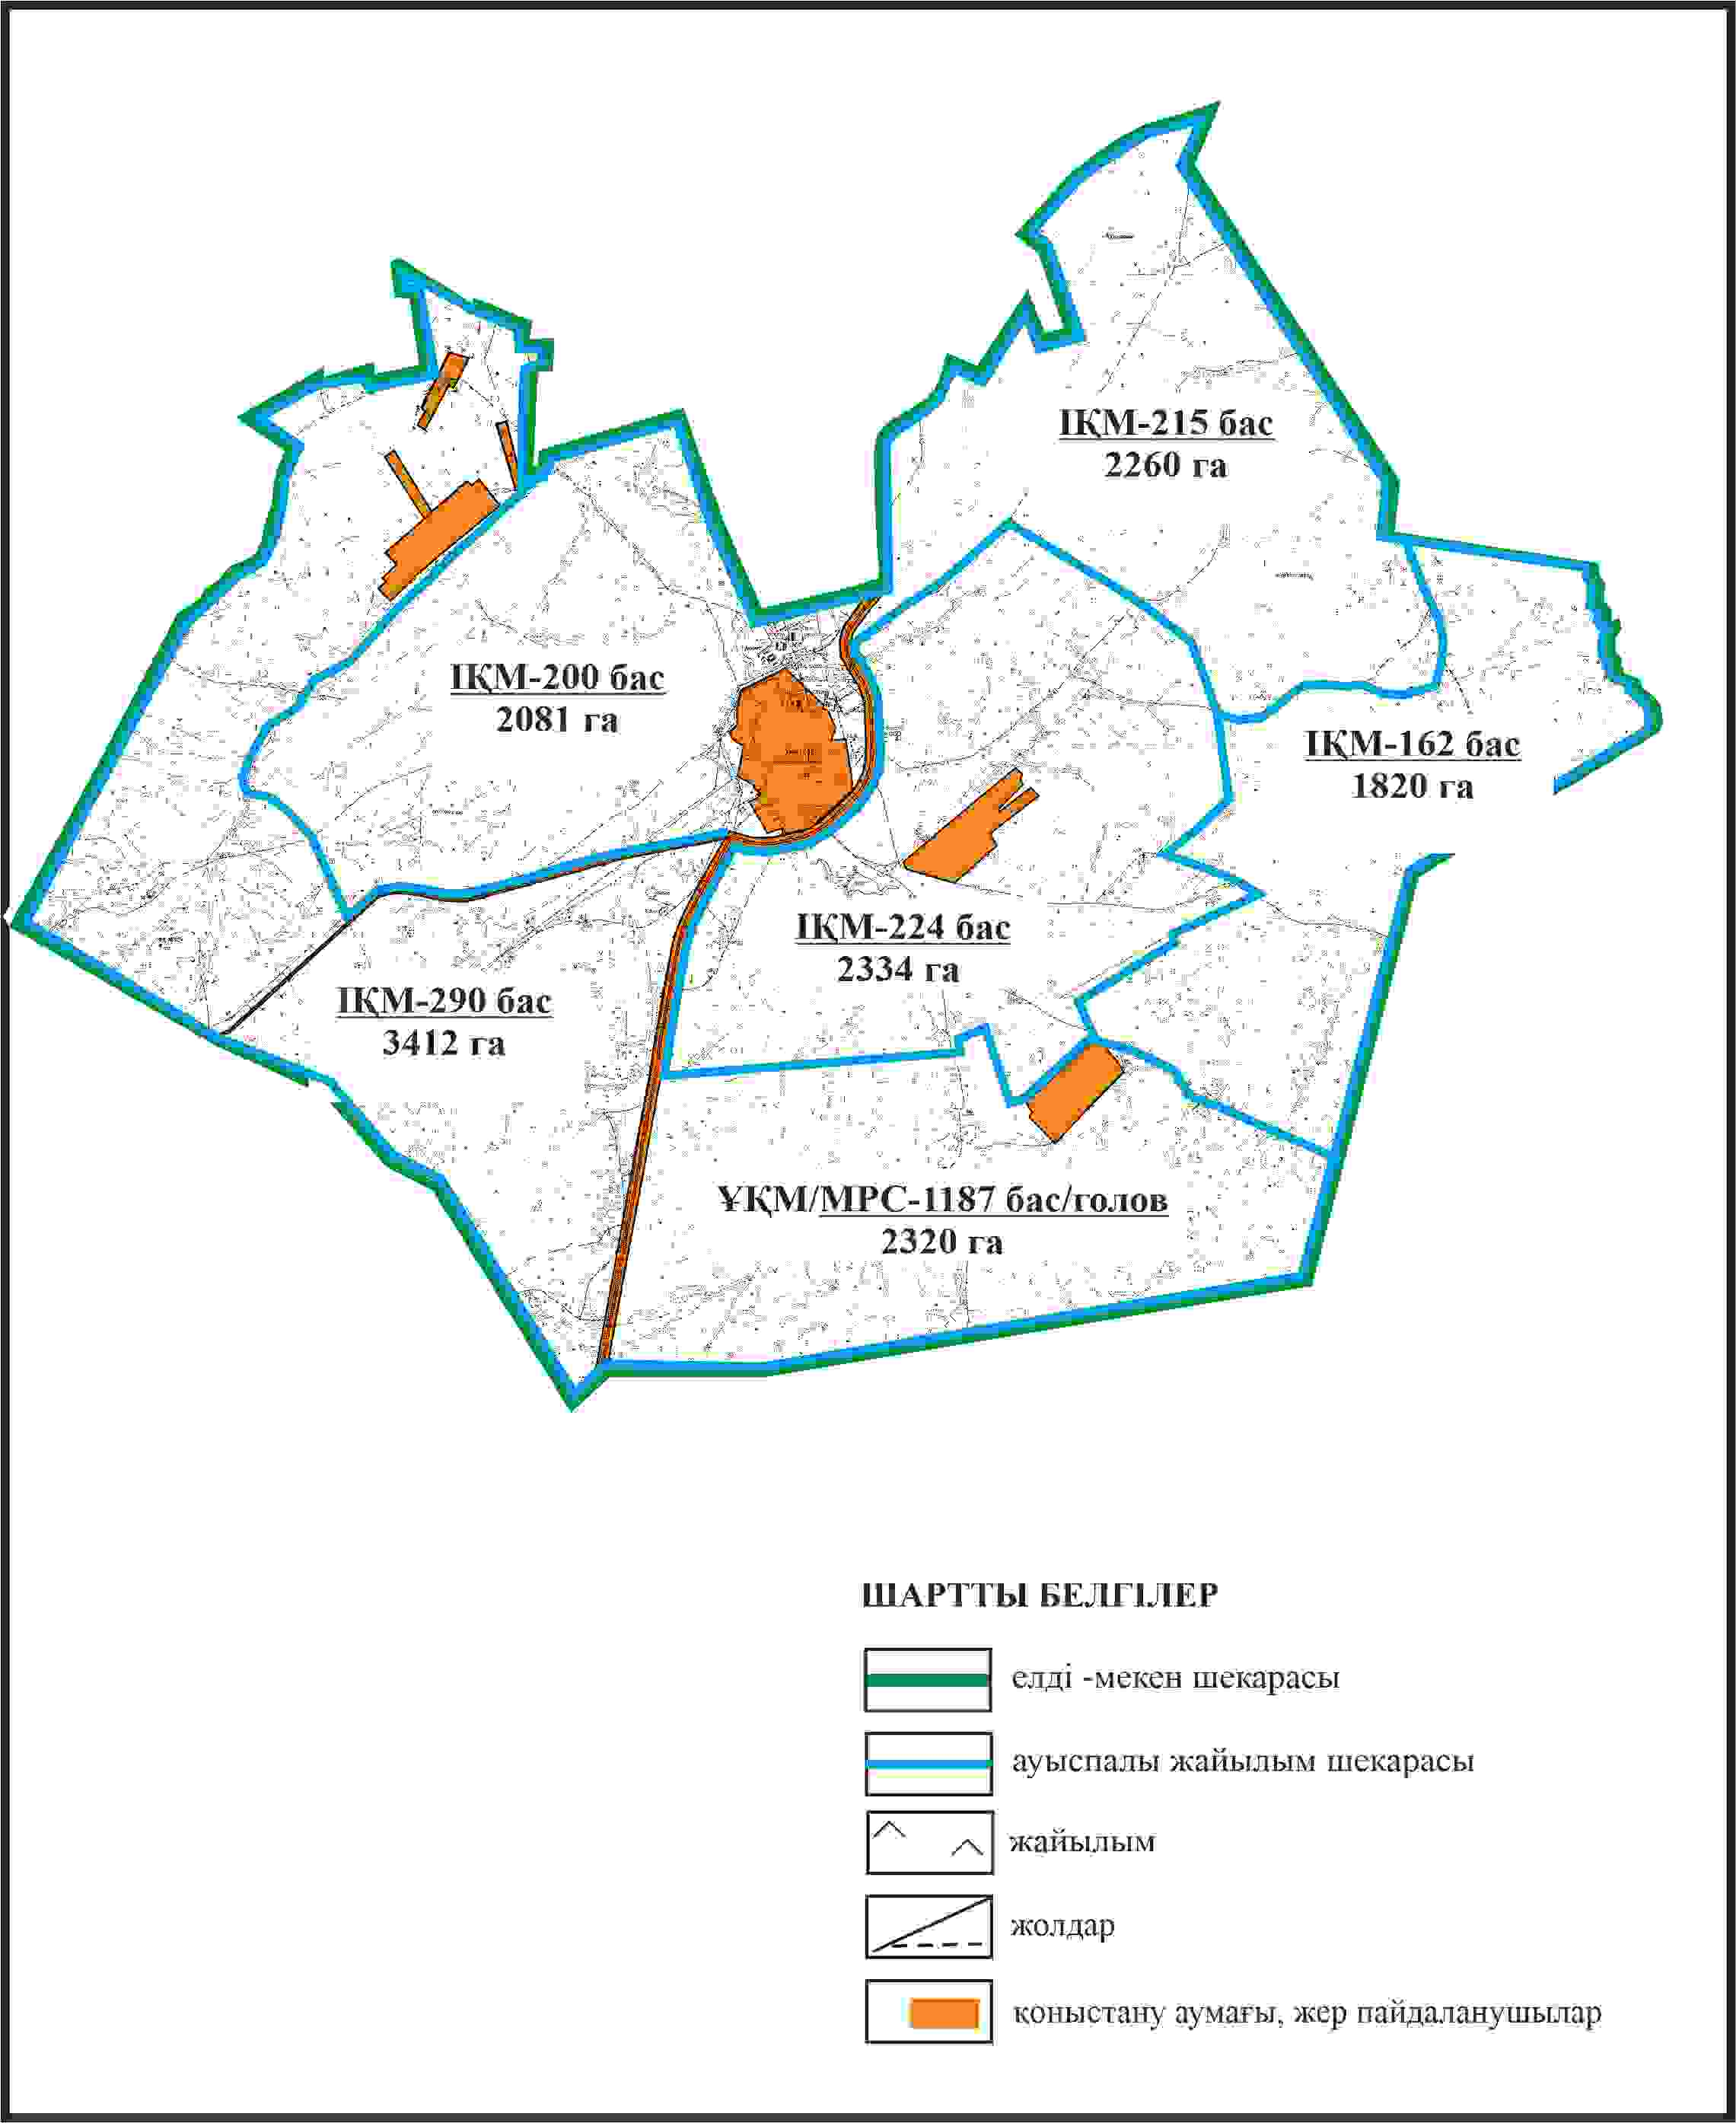 ІҚМ-215 бас
2260 га
ІҚМ-200 бас
2081 га
ІҚМ-162 бас
1820 га
ІҚМ-224 бас
2334 га
ІҚМ-290 бас
3412 га
ҰҚМ/МРС-1187 бас/голов
2320 га
ШАРТТЫ БЕЛГІЛЕР
елді -мекен шекарасы
ауыспалы жайылым шекарасы
жайылым
жолдар
қоныстану аумағы, жер пайдаланушылар